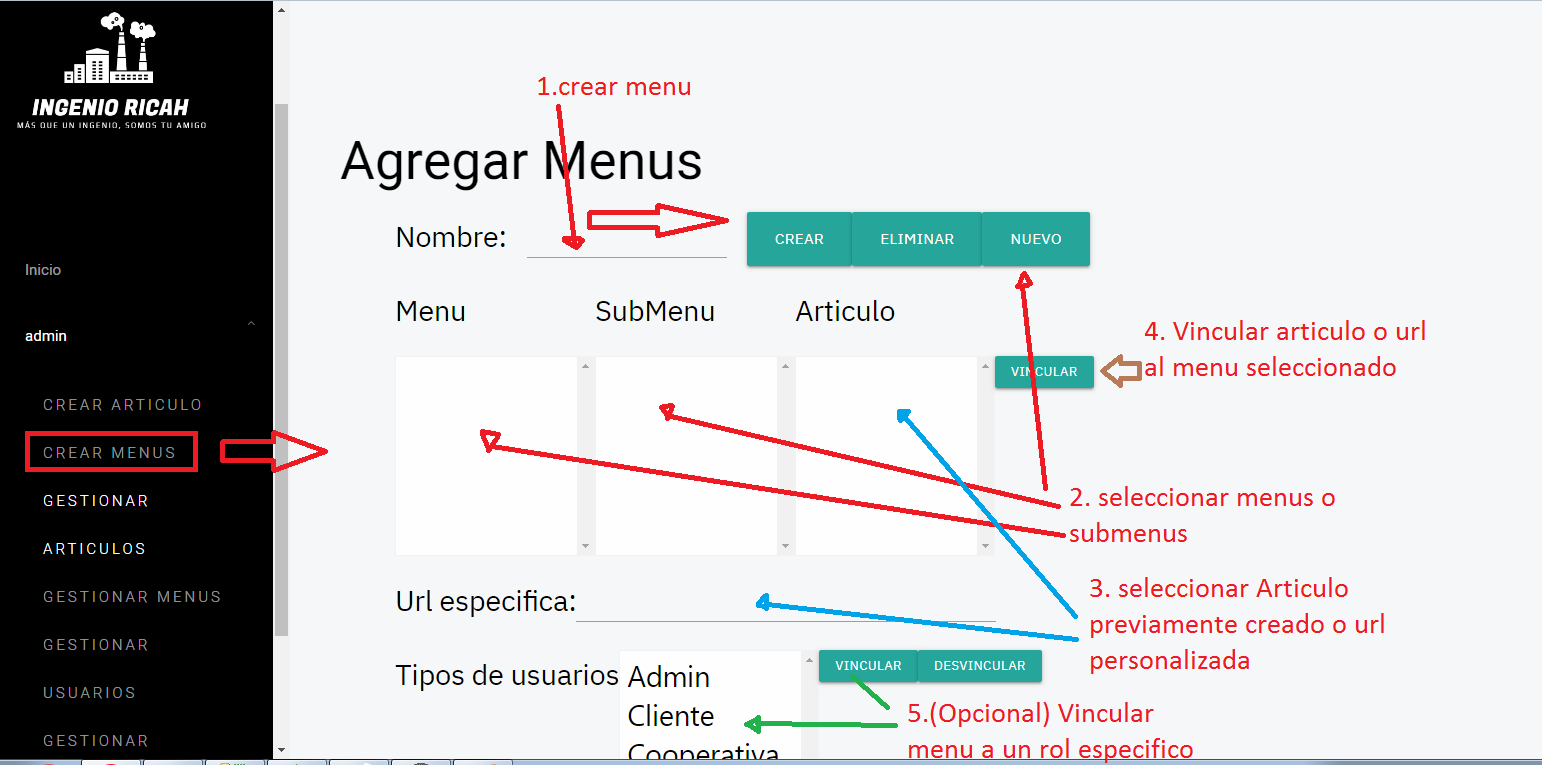 INGENIO RICAH
MÁS QUE UN INGENIO, SOMOS TU AMIGO
Inicio
admin
CREAR ARTICULO
CREAR MENUS
GESTIONAR
ARTICULOS
GESTIONAR MENUS
GESTIONAR
USUARIOS
GESTIONAR
1.crear menu
Agregar Menus
Nombre:
CREAR
ELIMINAR
NUEVO
Menu
SubMenu
Articulo
VINCULAR
4. Vincular articulo o url
al menu seleccionado
2. seleccionar menus o
submenus
3. seleccionar Articulo
previamente creado o url
personalizada
Url especifica:
Tipos de usuarios
Admin
Cliente
Cooperativa
VINCULAR
DESVINCULAR
5.(Opcional) Vincular
menu a un rol especifico